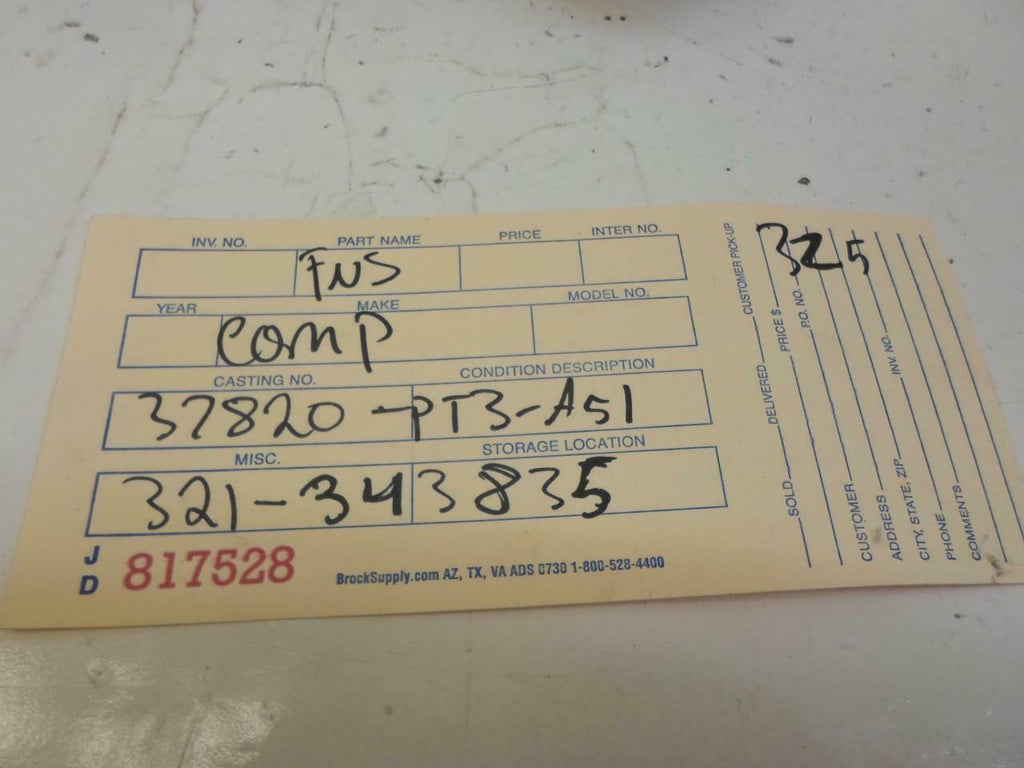 INV. NO. PART NAME PRICE INTER NO.
FNS
YEAR MAKE MODEL NO.
COMP
CASTING NO. CONDITION DESCRIPTION
37820-PT3-A51
MISC. STORAGE LOCATION
321-343835
J
D
817528
BrockSupply.com AZ, TX, VA ADS 0730 1-800-528-4400
325
SOLD DELIVERED CUSTOMER PICK-UP
PRICE $
P.O. NO.
CUSTOMER
ADDRESS INV. NO.
CITY, STATE, ZIP
PHONE
COMMENTS